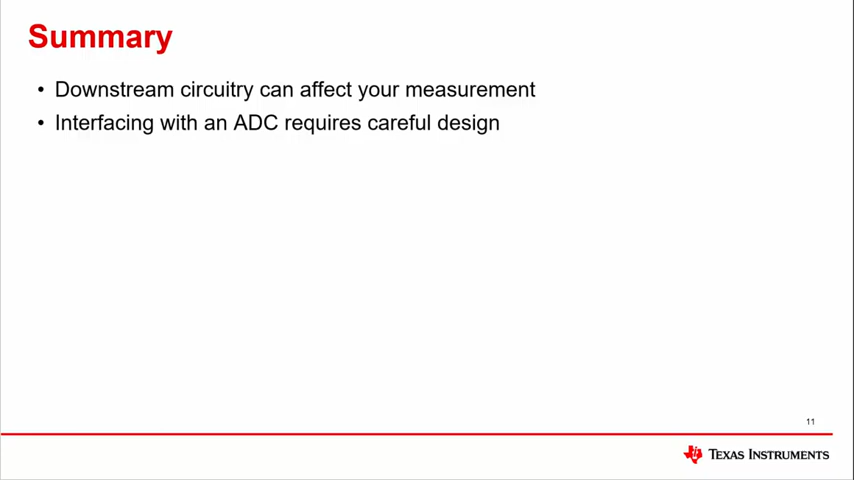 Summary
• Downstream circuitry can affect your measurement
• Interfacing with an ADC requires careful design
11
TEXAS INSTRUMENTS